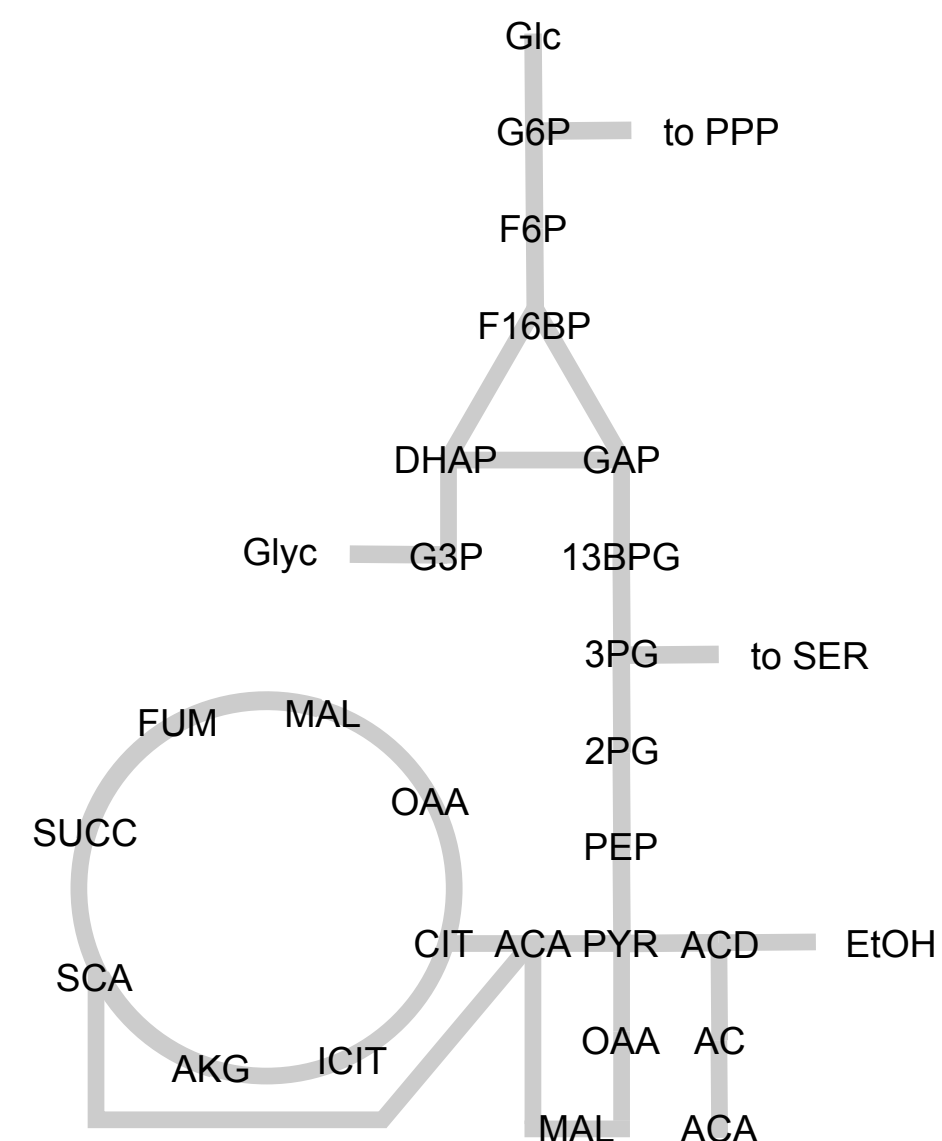 Glc
G6P to PPP
F6P
F16BP
DHAP GAP
Glyc G3P 13BPG
3PG to SER
FUM MAL
2PG
OAA
SUCC PEP
CIT ACA PYR ACD EtOH
SCA
OAA AC
AKG ICIT
MAL ACA